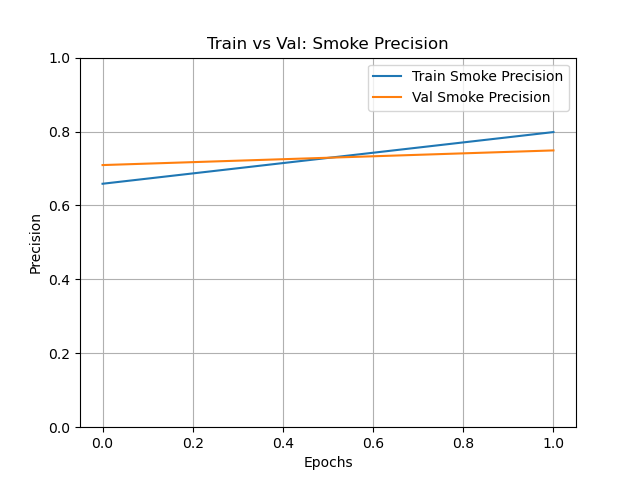 Train vs Val: Smoke Precision
Train Smoke Precision
Val Smoke Precision
1.0
0.8
0.6
0.4
0.2
0.0
Precision
0.0 0.2 0.4 0.6 0.8 1.0
Epochs